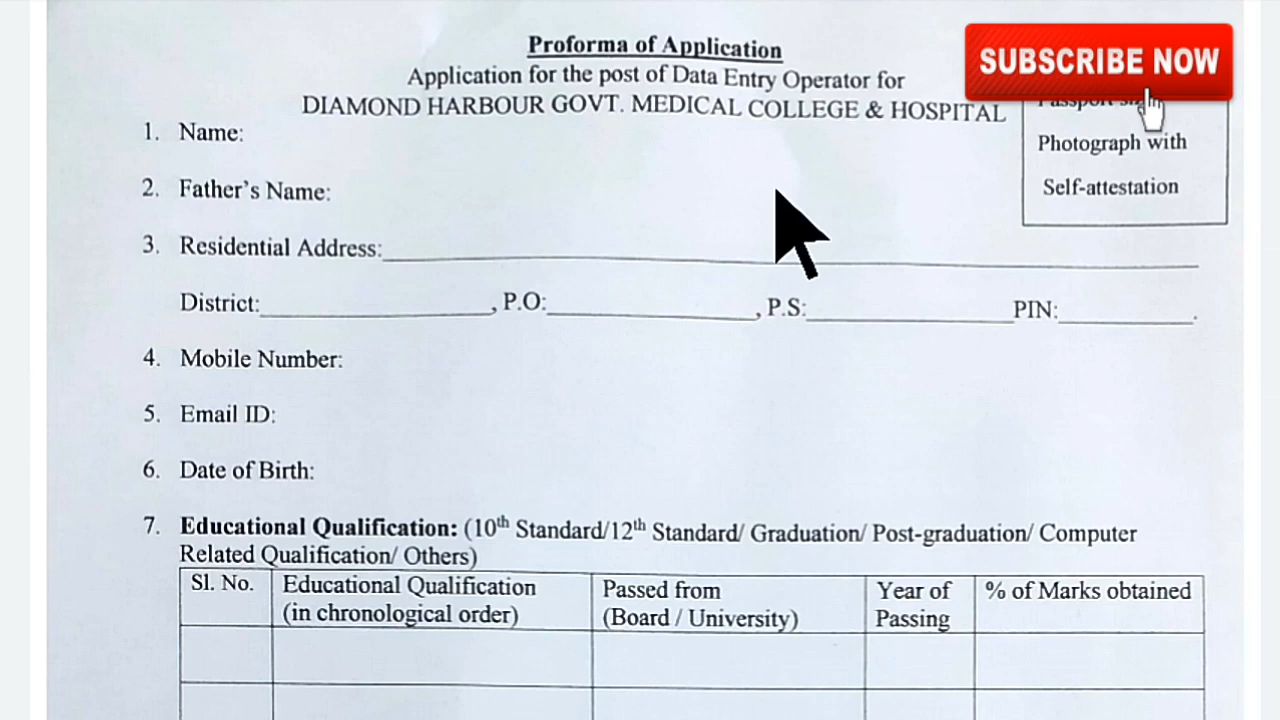 Proforma of Application
Application for the post of Data Entry Operator for
DIAMOND HARBOUR GOVT. MEDICAL COLLEGE & HOSPITAL
SUBSCRIBE NOW
Passport
Photograph with
Self-attestation
1. Name:
2. Father's Name:
3. Residential Address:
District: , P.O: , P.S: PIN: .
4. Mobile Number:
5. Email ID:
6. Date of Birth:
7. Educational Qualification: (10th Standard/12th Standard/ Graduation/ Post-graduation/ Computer
Related Qualification/ Others)
Sl. No.
Educational Qualification
(in chronological order)
Passed from
(Board / University)
Year of
Passing
% of Marks obtained